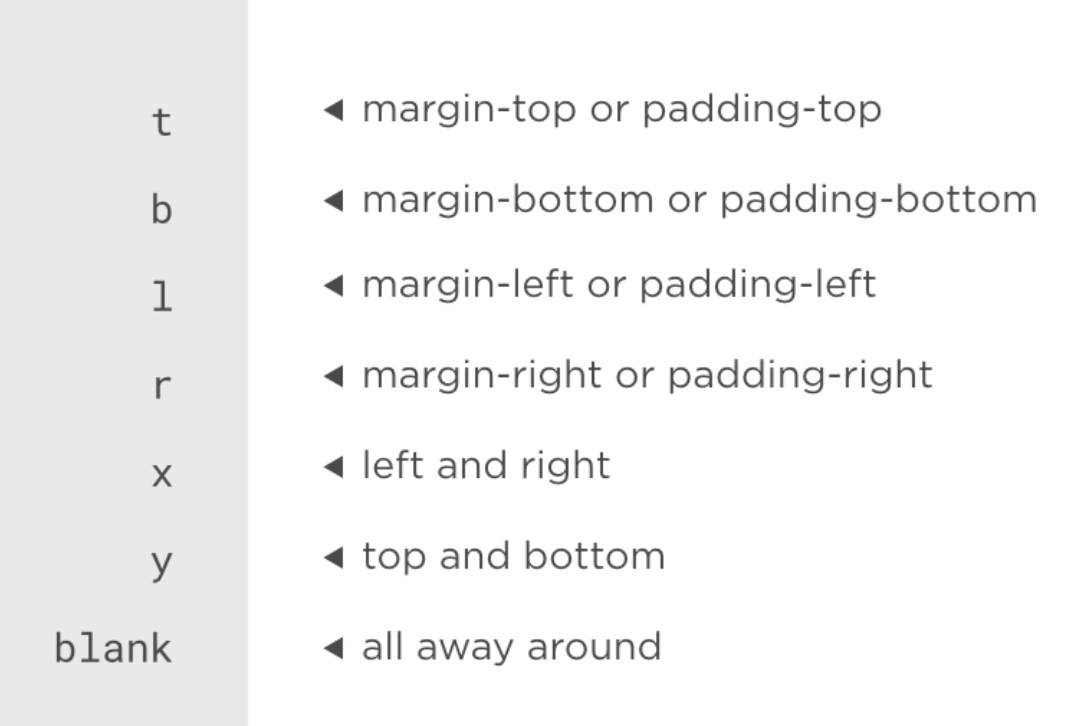 t ◀ margin-top or padding-top
b ◀ margin-bottom or padding-bottom
l ◀ margin-left or padding-left
r ◀ margin-right or padding-right
x ◀ left and right
y ◀ top and bottom
blank ◀ all away around